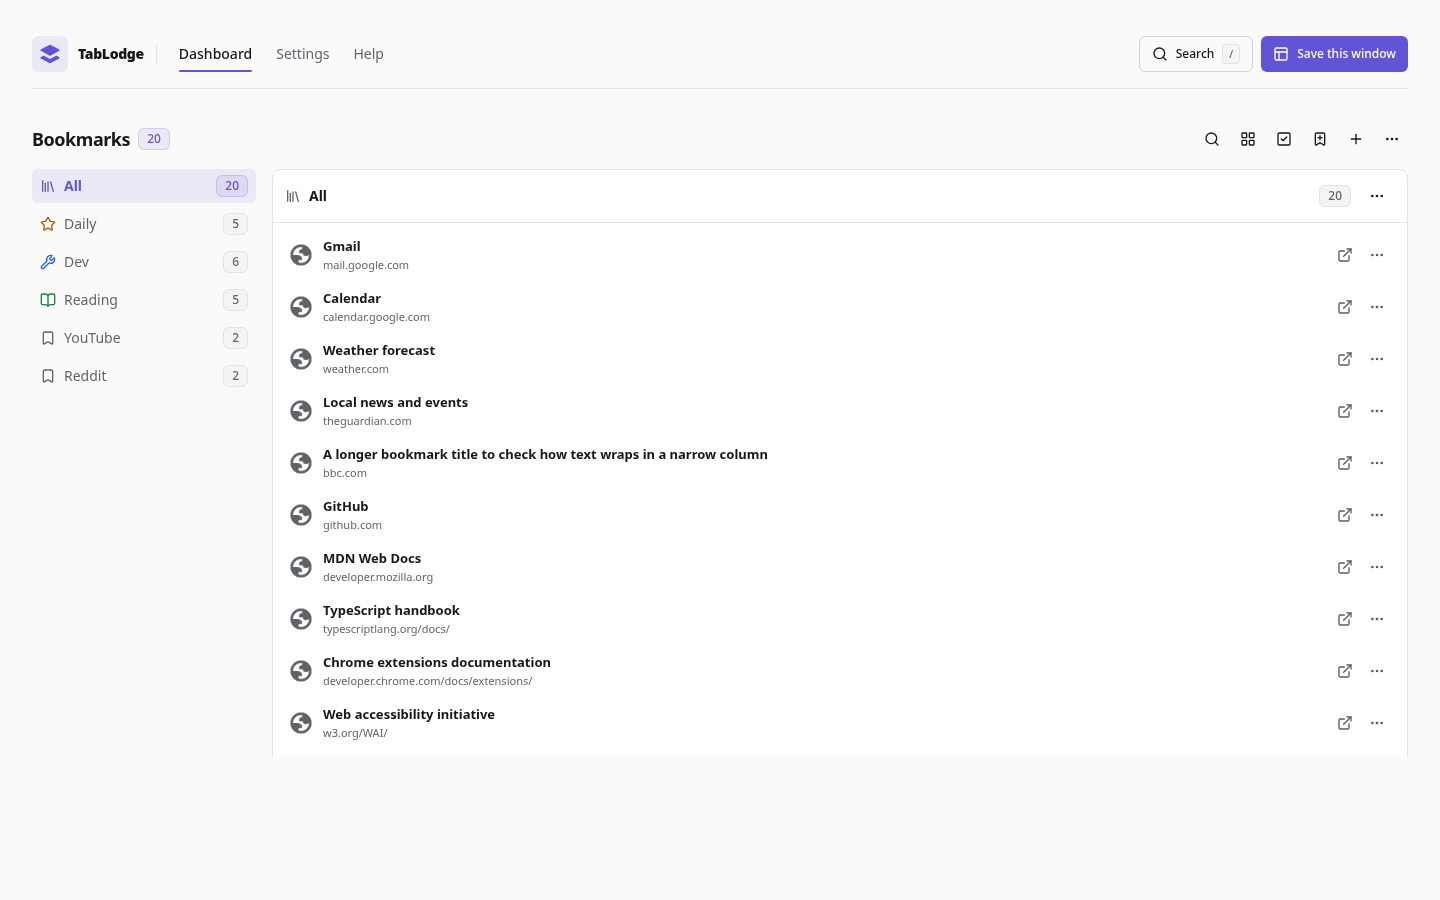 TabLodge
Dashboard
Settings
Help
Search
/
Save this window
Bookmarks
20
All
20
Daily
5
Dev
6
Reading
5
YouTube
2
Reddit
2
All
20
Gmail
mail.google.com
Calendar
calendar.google.com
Weather forecast
weather.com
Local news and events
theguardian.com
A longer bookmark title to check how text wraps in a narrow column
bbc.com
GitHub
github.com
MDN Web Docs
developer.mozilla.org
TypeScript handbook
typescriptlang.org/docs/
Chrome extensions documentation
developer.chrome.com/docs/extensions/
Web accessibility initiative
w3.org/WAI/